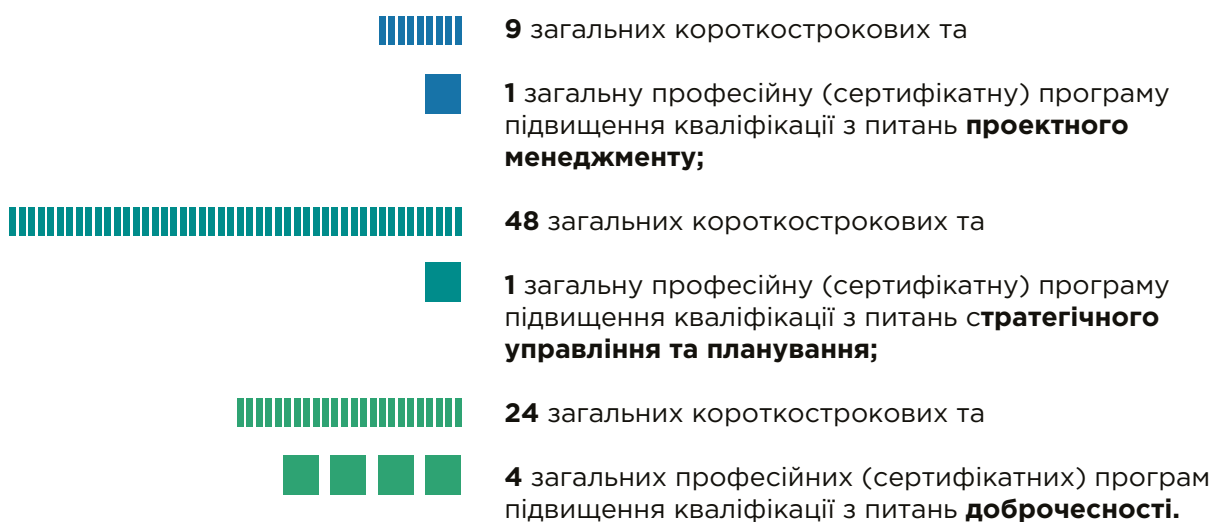 9 загальних короткострокових та
1 загальну професійну (сертифікатну) програму
підвищення кваліфікації з питань проектного
менеджменту;
48 загальних короткострокових та
1 загальну професійну (сертифікатну) програму
підвищення кваліфікації з питань стратегічного
управління та планування;
24 загальних короткострокових та
4 загальних професійних (сертифікатних) програм
підвищення кваліфікації з питань доброчесності.